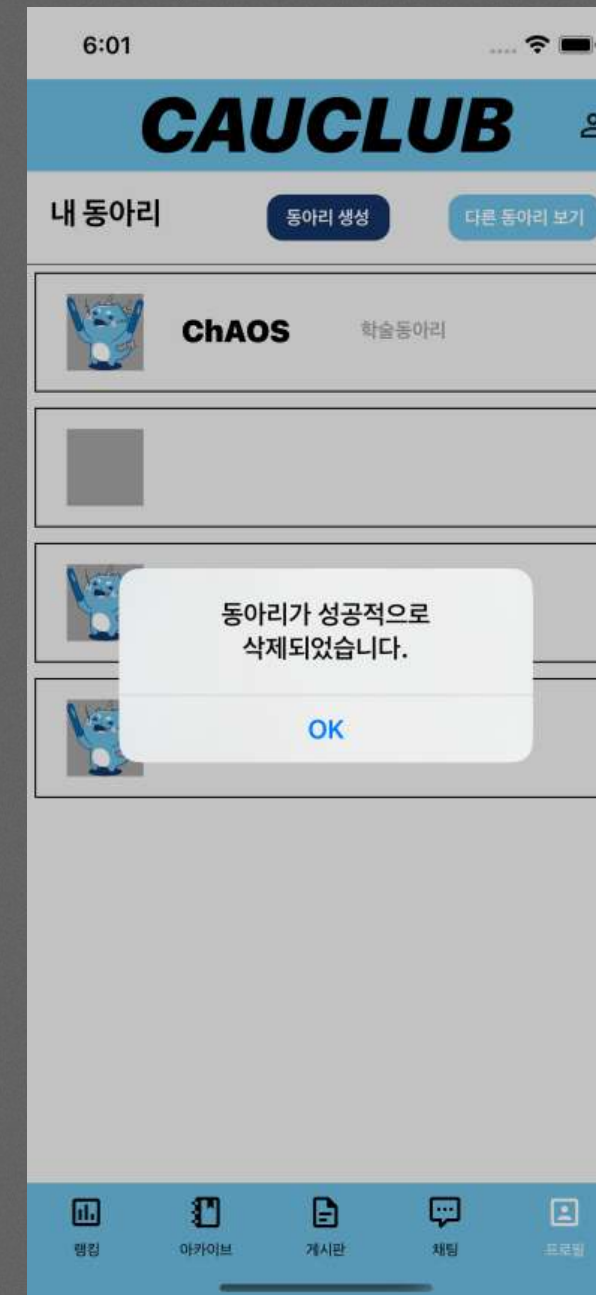 6:01
CAUCLUB
내 동아리
동아리 생성
다른 동아리 보기
ChAOS
학술동아리
동아리가 성공적으로
삭제되었습니다.
OK
랭킹
아카이브
게시판
채팅
프로필